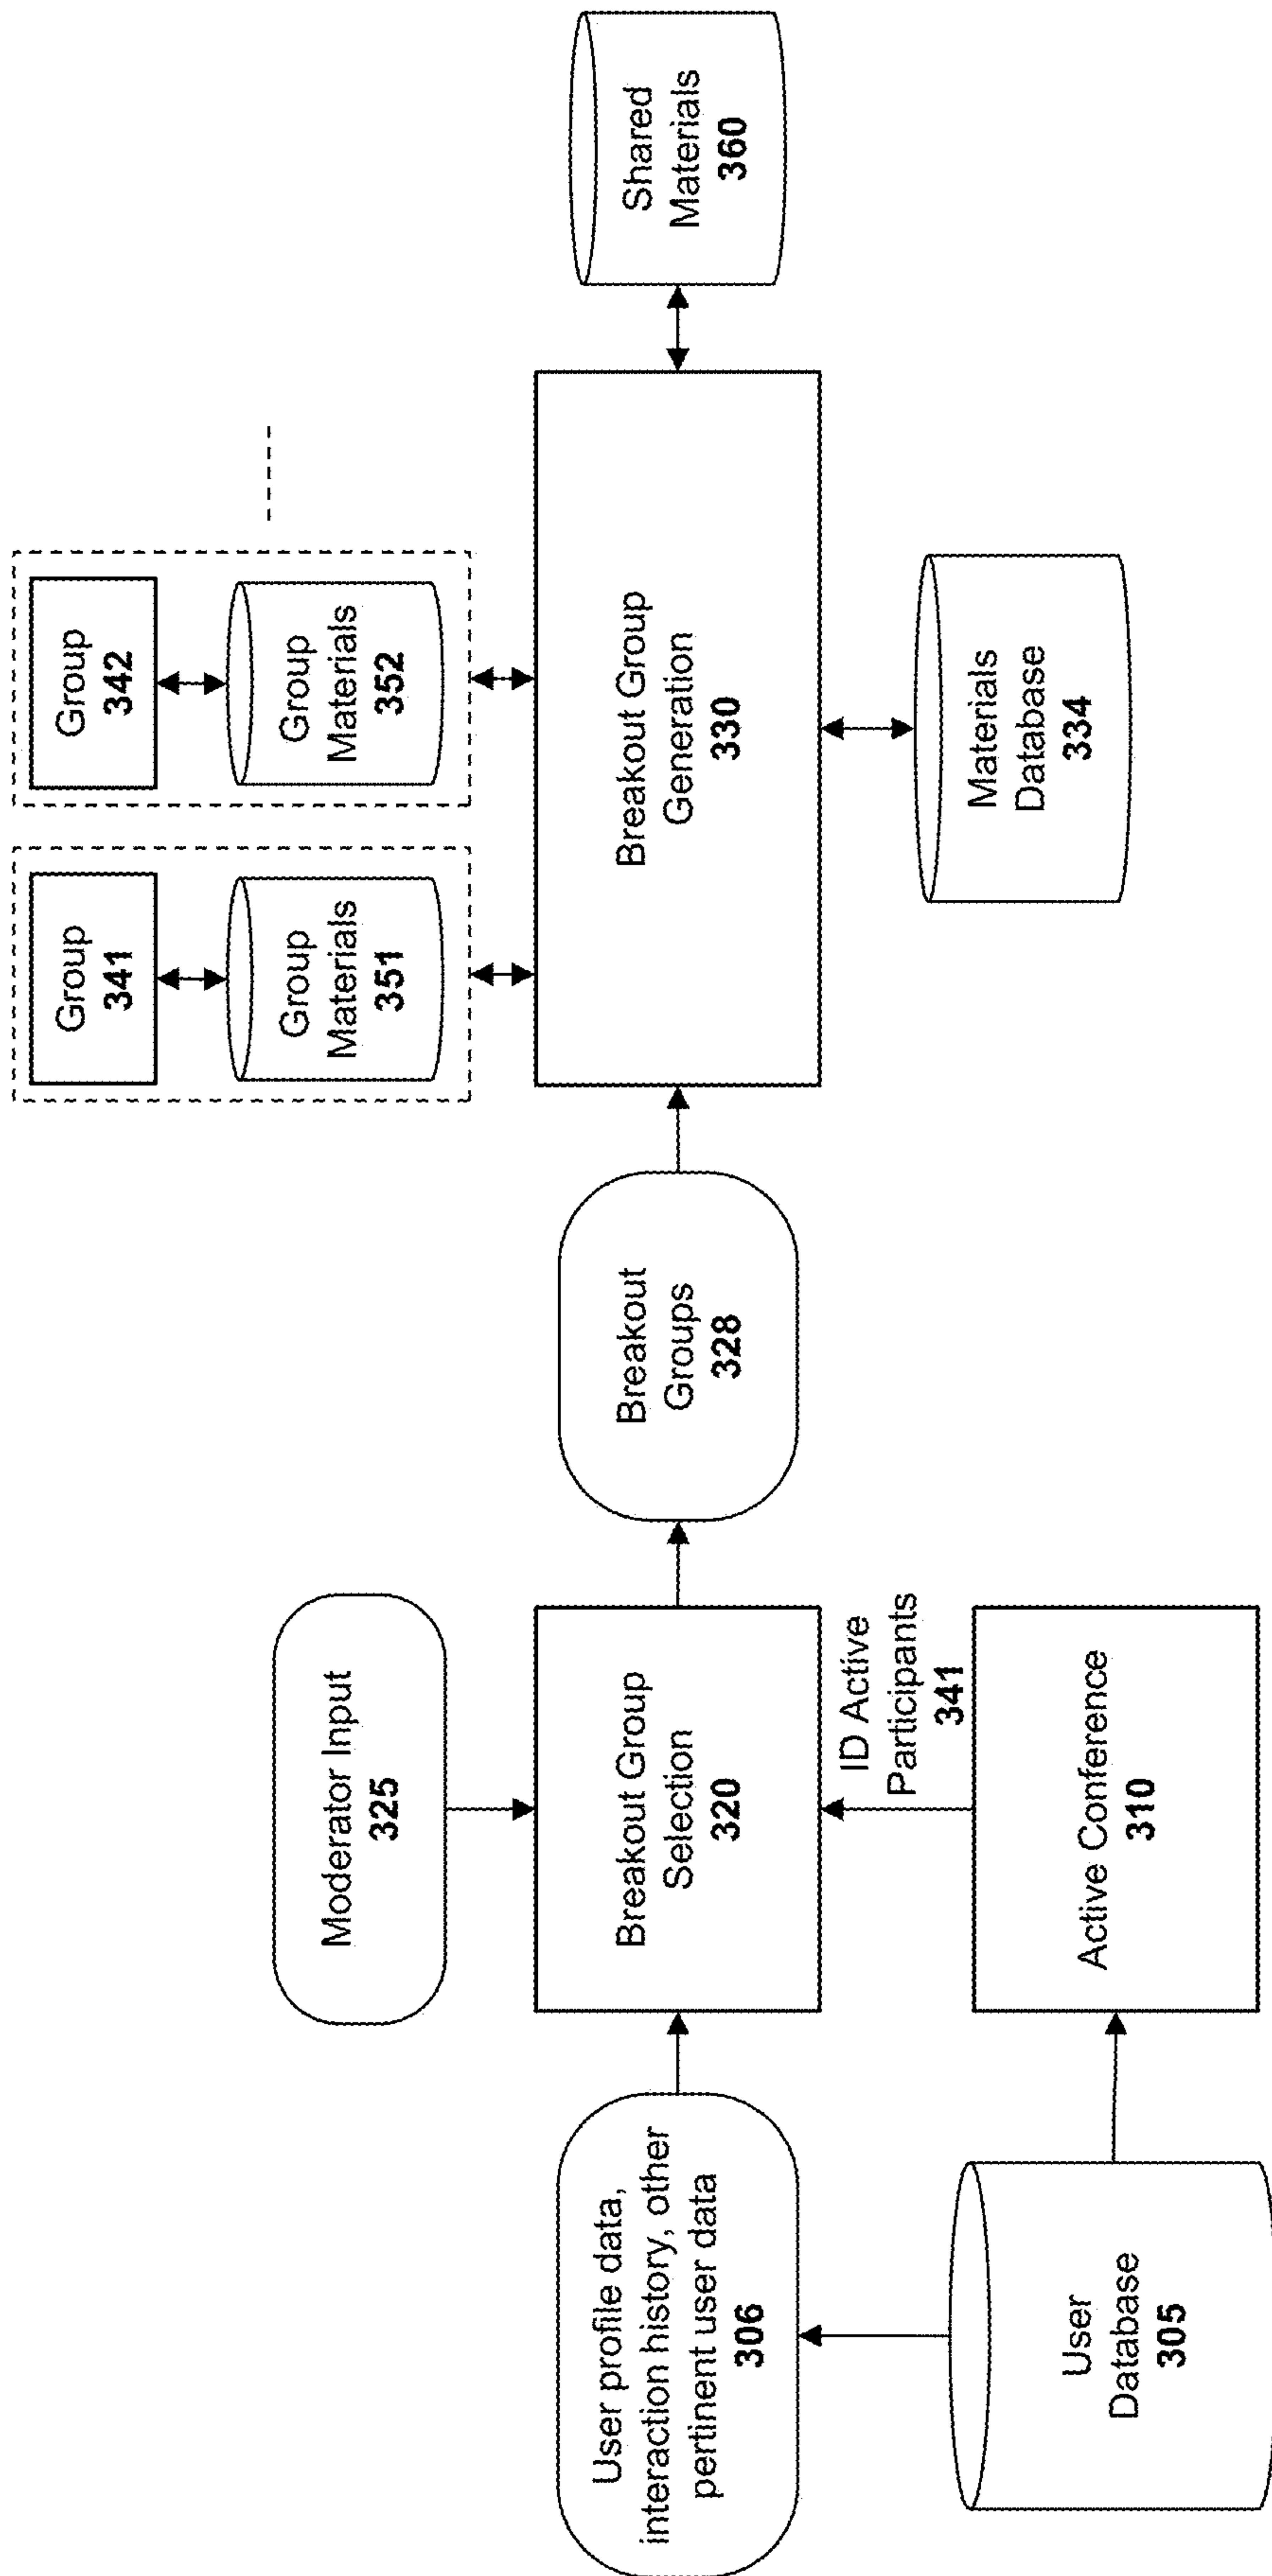 User profile data,
interaction history, other
pertinent user data
306
User
Database
305
Moderator Input
325
Breakout Group
Selection
320
ID Active
Participants
341
Active Conference
310
Breakout
Groups
328
Group
341
Group
Materials
351
Group
342
Group
Materials
352
Breakout Group
Generation
330
Materials
Database
334
Shared
Materials
360